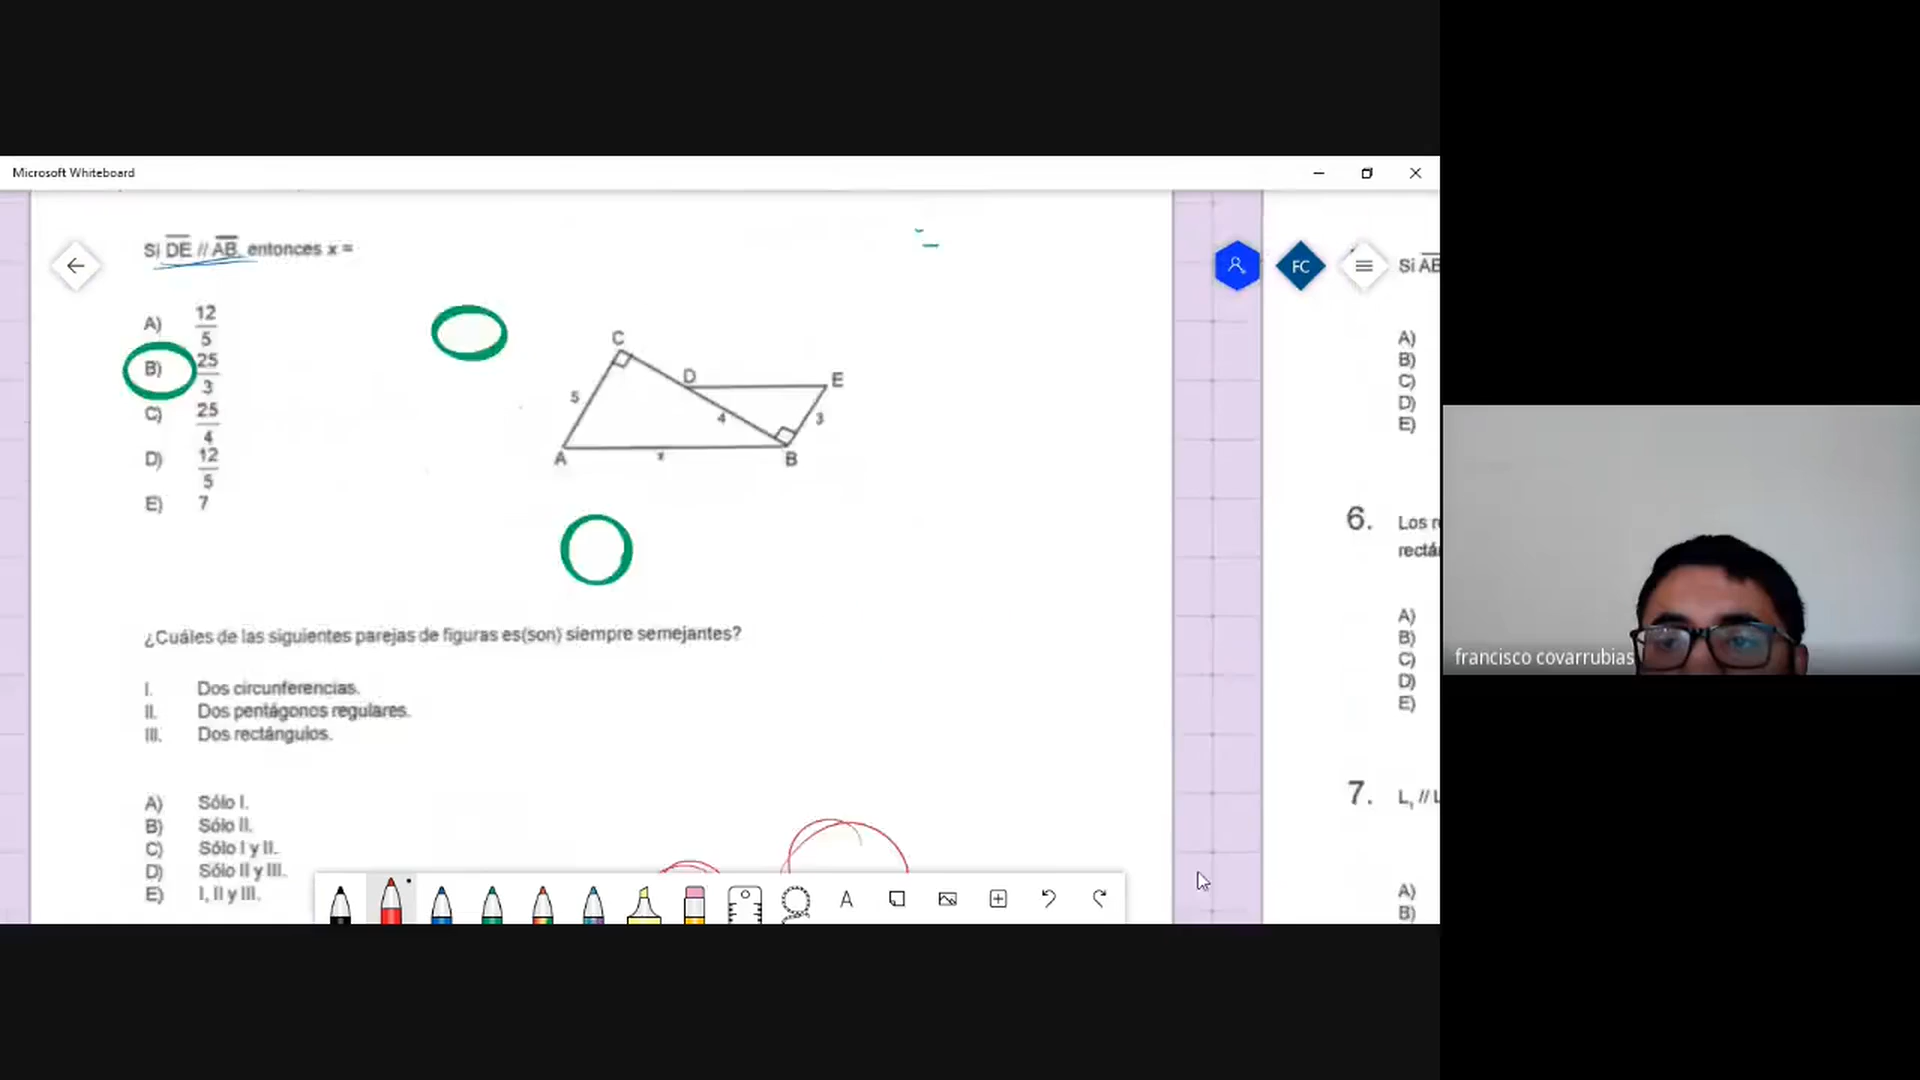 Microsoft Whiteboard
Si DE // AB, entonces x =
A) 12/5
B) 25/3
C) 25/4
D) 12/5
E) 7
C
D
E
5
4
3
A
x
B
¿Cuáles de las siguientes parejas de figuras es(son) siempre semejantes?
I. Dos circunferencias.
II. Dos pentágonos regulares.
III. Dos rectángulos.
A) Sólo I.
B) Sólo II.
C) Sólo I y II.
D) Sólo II y III.
E) I, II y III.
A
FC
Si AB
A)
B)
C)
D)
E)
6. Los
rectá
A)
B)
C)
D)
E)
7. L₁ // L
A)
B)
francisco covarrubias